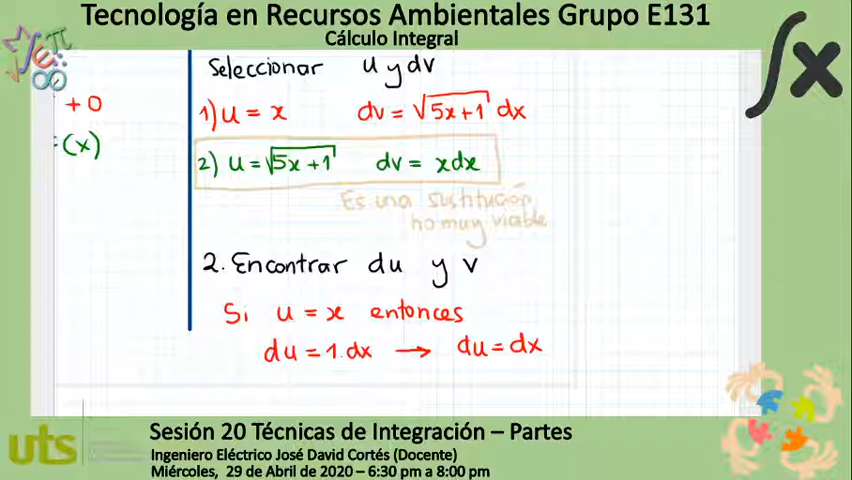 Tecnología en Recursos Ambientales Grupo E131
Cálculo Integral
+ 0
=(x)
Seleccionar u y dv
1) u = x dv = √5x+1 dx
2) u = √5x+1 dv = xdx
Es una sustitución
no muy viable
2. Encontrar du y v
Si u = x entonces
du = 1.dx → du = dx
uts
Sesión 20 Técnicas de Integración – Partes
Ingeniero Eléctrico José David Cortés (Docente)
Miércoles, 29 de Abril de 2020 – 6:30 pm a 8:00 pm